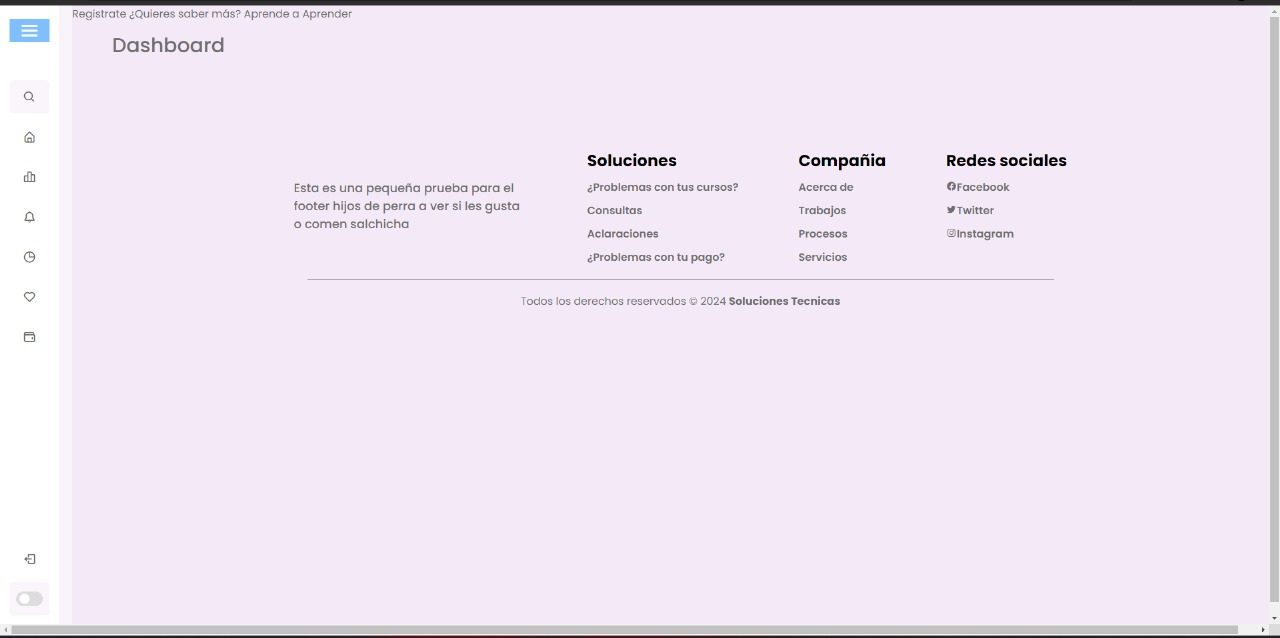 Registrate ¿Quieres saber más? Aprende a Aprender
Dashboard
Esta es una pequeña prueba para el
footer hijos de perra a ver si les gusta
o comen salchicha
Soluciones
¿Problemas con tus cursos?
Consultas
Aclaraciones
¿Problemas con tu pago?
Compañia
Acerca de
Trabajos
Procesos
Servicios
Redes sociales
Facebook
Twitter
Instagram
Todos los derechos reservados © 2024 Soluciones Tecnicas